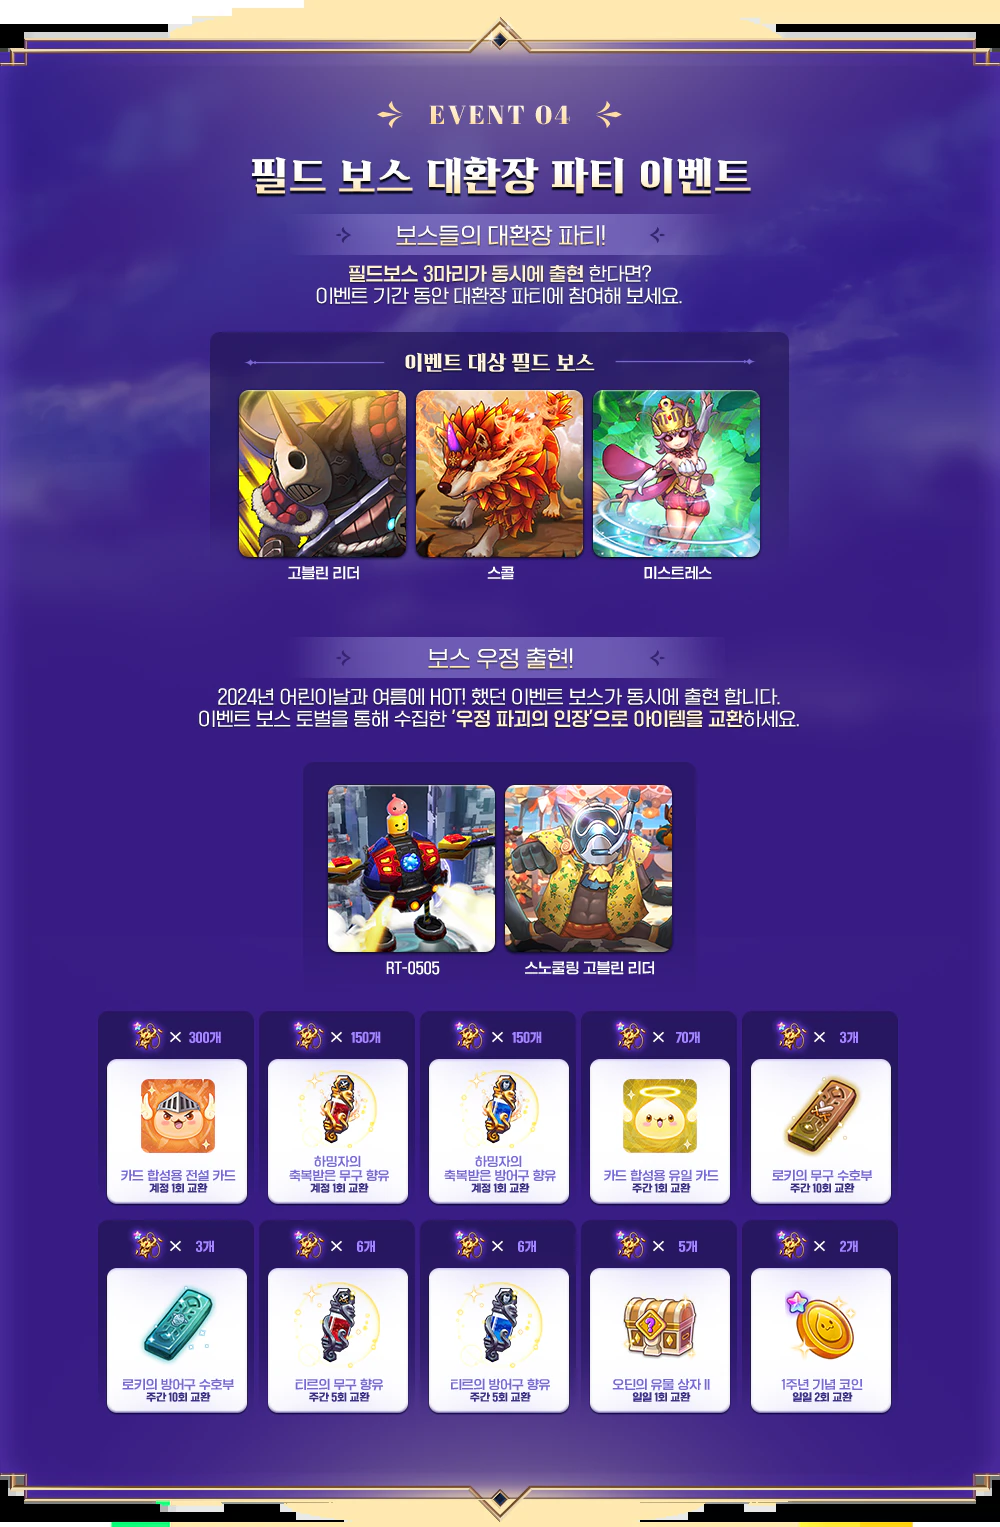 EVENT 04
필드 보스 대환장 파티 이벤트
보스들의 대환장 파티!
필드보스 3마리가 동시에 출현 한다면?
이벤트 기간 동안 대환장 파티에 참여해 보세요.
이벤트 대상 필드 보스
고블린 리더
스콜
미스트레스
보스 우정 출현!
2024년 어린이날과 여름에 HOT! 했던 이벤트 보스가 동시에 출현 합니다.
이벤트 보스 토벌을 통해 수집한 '우정 파괴의 인장'으로 아이템을 교환하세요.
RT-0505
스노쿨링 고블린 리더
× 300개
× 150개
× 150개
× 70개
× 3개
카드 합성용 전설 카드
계정 1회 교환
하밍자의
축복받은 무구 향유
계정 1회 교환
하밍자의
축복받은 방어구 향유
계정 1회 교환
카드 합성용 유일 카드
주간 1회 교환
로키의 무구 수호부
주간 10회 교환
× 3개
× 6개
× 6개
× 5개
× 2개
로키의 방어구 수호부
주간 10회 교환
티르의 무구 향유
주간 5회 교환
티르의 방어구 향유
주간 5회 교환
오딘의 유물 상자 II
일일 1회 교환
1주년 기념 코인
일일 2회 교환